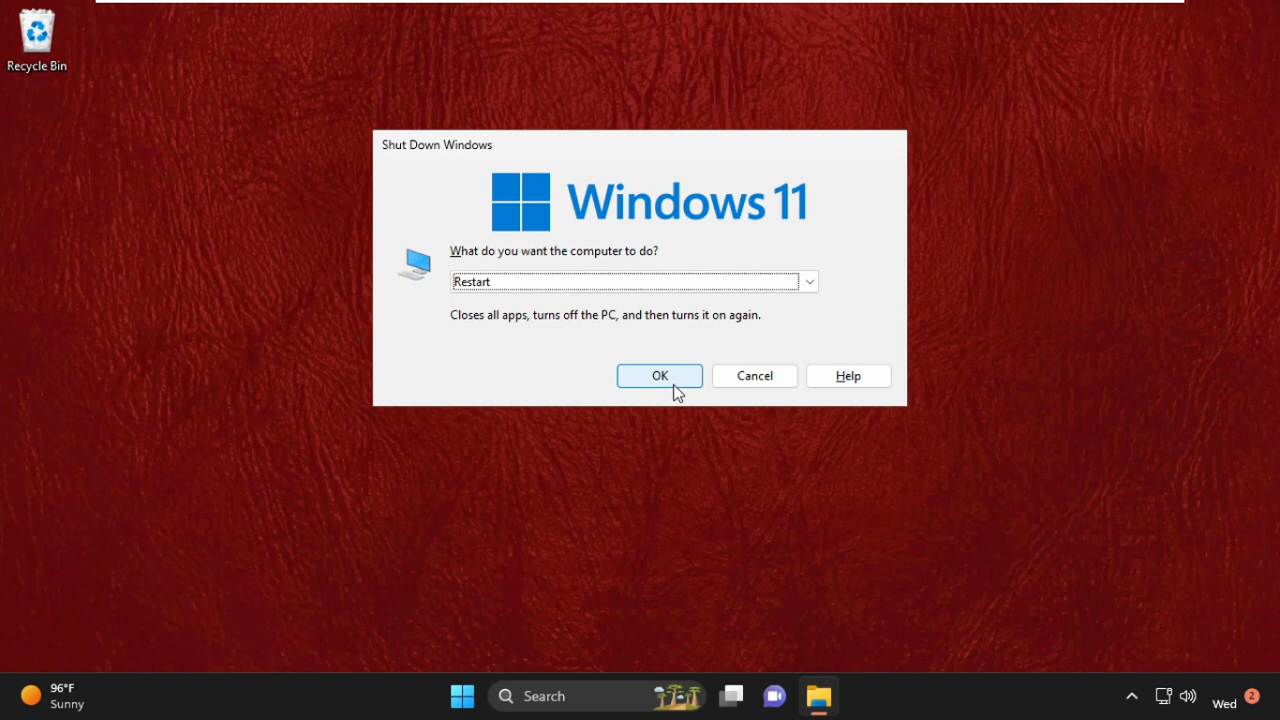 Recycle Bin
Shut Down Windows
Windows 11
What do you want the computer to do?
Restart
Closes all apps, turns off the PC, and then turns it on again.
OK
Cancel
Help
96°F
Sunny
Search
Wed
2